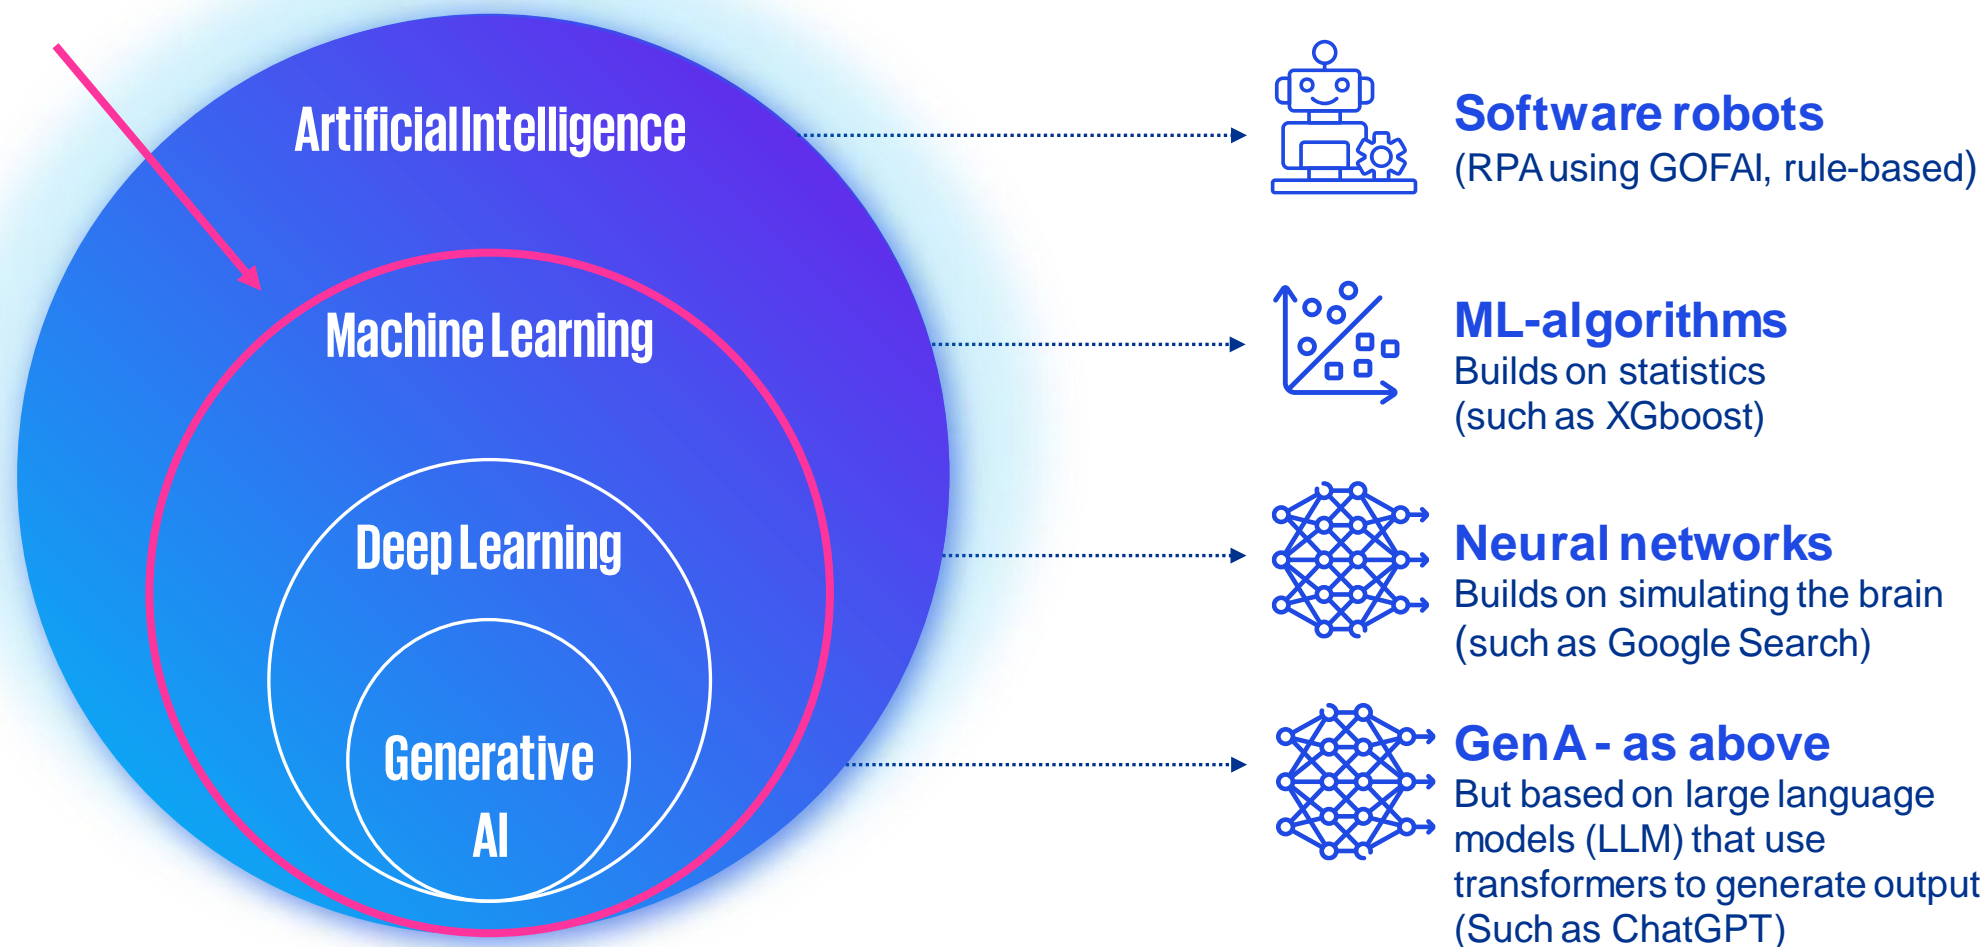 Artificial Intelligence
Machine Learning
Deep Learning
Generative
AI
Software robots
(RPA using GOFAI, rule-based)
ML-algorithms
Builds on statistics
(such as XGboost)
Neural networks
Builds on simulating the brain
(such as Google Search)
GenA - as above
But based on large language
models (LLM) that use
transformers to generate output
(Such as ChatGPT)